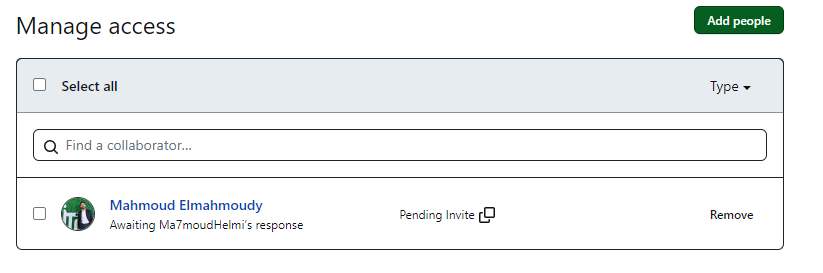 Manage access
Add people
Select all
Type
Find a collaborator...
Mahmoud Elmahmoudy
Awaiting Ma7moudHelmi's response
Pending Invite
Remove